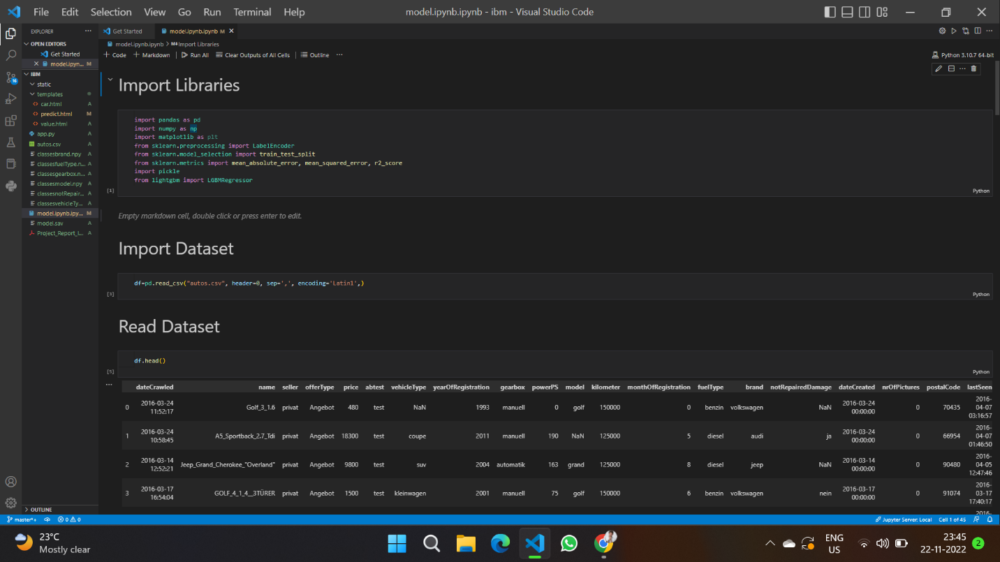 File Edit Selection View Go Run Terminal Help model.ipynb.ipynb - ibm - Visual Studio Code
EXPLORER ... Get Started model.ipynb.ipynb M
OPEN EDITORS
Get Started
model.ipyn... M
IBM
static
templates
car.html A
predict.html M
value.html A
app.py A
autos.csv A
classesbrand.npy A
classesfuelType.n... A
classesgearbox.n... A
classesmodel.npy A
classesnotRepair... A
classesvehicleTy... A
model.ipynb.ipy... M
model.sav A
Project_Report_I... A
OUTLINE
16
model.ipynb.ipynb > M↓Import Libraries
+ Code + Markdown Run All Clear Outputs of All Cells Outline ... Python 3.10.7 64-bit
Import Libraries
import pandas as pd
import numpy as np
import matplotlib as plt
from sklearn.preprocessing import LabelEncoder
from sklearn.model_selection import train_test_split
from sklearn.metrics import mean_absolute_error, mean_squared_error, r2_score
import pickle
from lightgbm import LGBMRegressor
[1] Python
Empty markdown cell, double click or press enter to edit.
Import Dataset
df=pd.read_csv("autos.csv", header=0, sep=',', encoding='Latin1',)
[3] Python
Read Dataset
df.head()
[5] Python
... dateCrawled name seller offerType price abtest vehicleType yearOfRegistration gearbox powerPS model kilometer monthOfRegistration fuelType brand notRepairedDamage dateCreated nrOfPictures postalCode lastSeen
0 2016-03-24 11:52:17 Golf_3_1.6 privat Angebot 480 test NaN 1993 manuell 0 golf 150000 0 benzin volkswagen NaN 2016-03-24 00:00:00 0 70435 2016-04-07 03:16:57
1 2016-03-24 10:58:45 A5_Sportback_2.7_Tdi privat Angebot 18300 test coupe 2011 manuell 190 NaN 125000 5 diesel audi ja 2016-03-24 00:00:00 0 66954 2016-04-07 01:46:50
2 2016-03-14 12:52:21 Jeep_Grand_Cherokee_"Overland" privat Angebot 9800 test suv 2004 automatik 163 grand 125000 8 diesel jeep NaN 2016-03-14 00:00:00 0 90480 2016-04-05 12:47:46
3 2016-03-17 16:54:04 GOLF_4_1_4__3TÜRER privat Angebot 1500 test kleinwagen 2001 manuell 75 golf 150000 6 benzin volkswagen nein 2016-03-17 00:00:00 0 91074 2016-03-17 17:40:17
2016-
master*+ 0 0 Jupyter Server: Local Cell 1 of 45
23°C
Mostly clear
ENG
US
23:45
22-11-2022
2